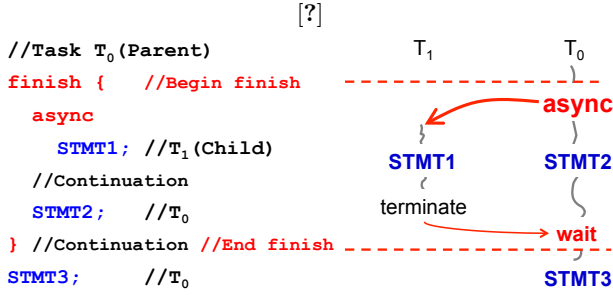 [?]
//Task T0(Parent)
finish { //Begin finish
async
STMT1; //T1(Child)
//Continuation
STMT2; //T0
} //Continuation //End finish
STMT3; //T0
T1 T0
async
STMT1 STMT2
terminate
wait
STMT3